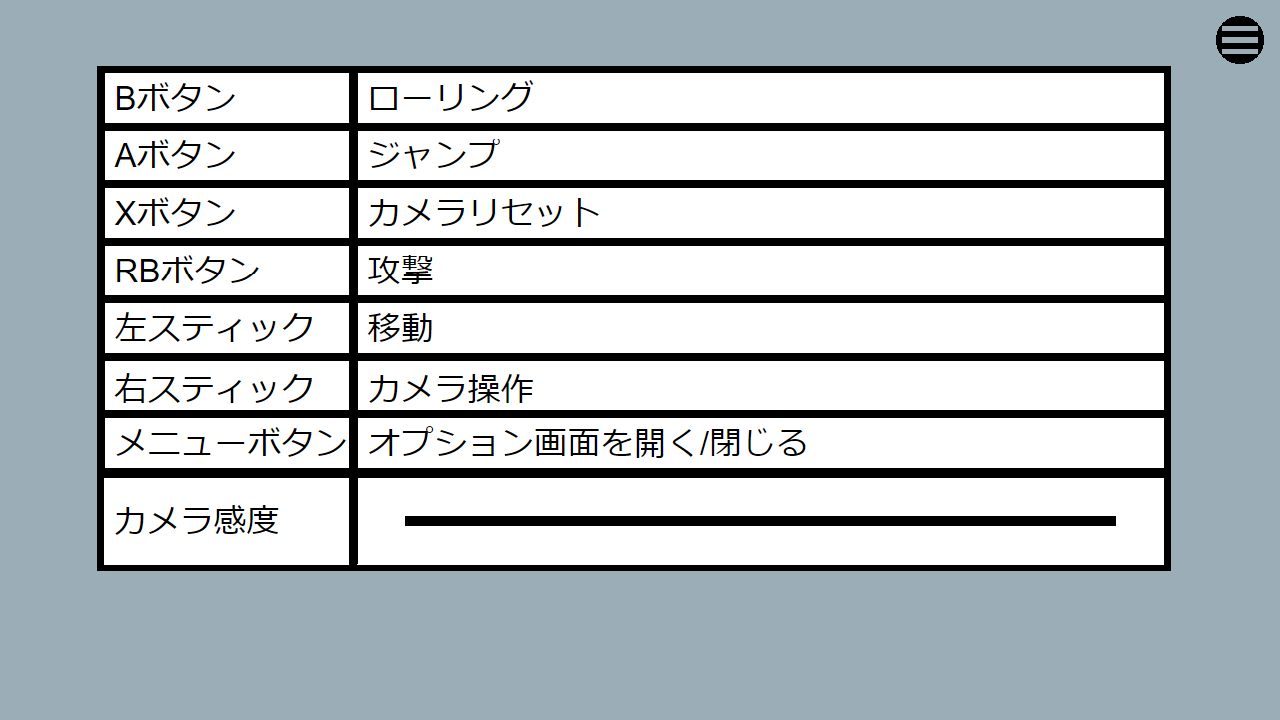 Bボタン ローリング
Aボタン ジャンプ
Xボタン カメラリセット
RBボタン 攻撃
左スティック 移動
右スティック カメラ操作
メニューボタン オプション画面を開く/閉じる
カメラ感度